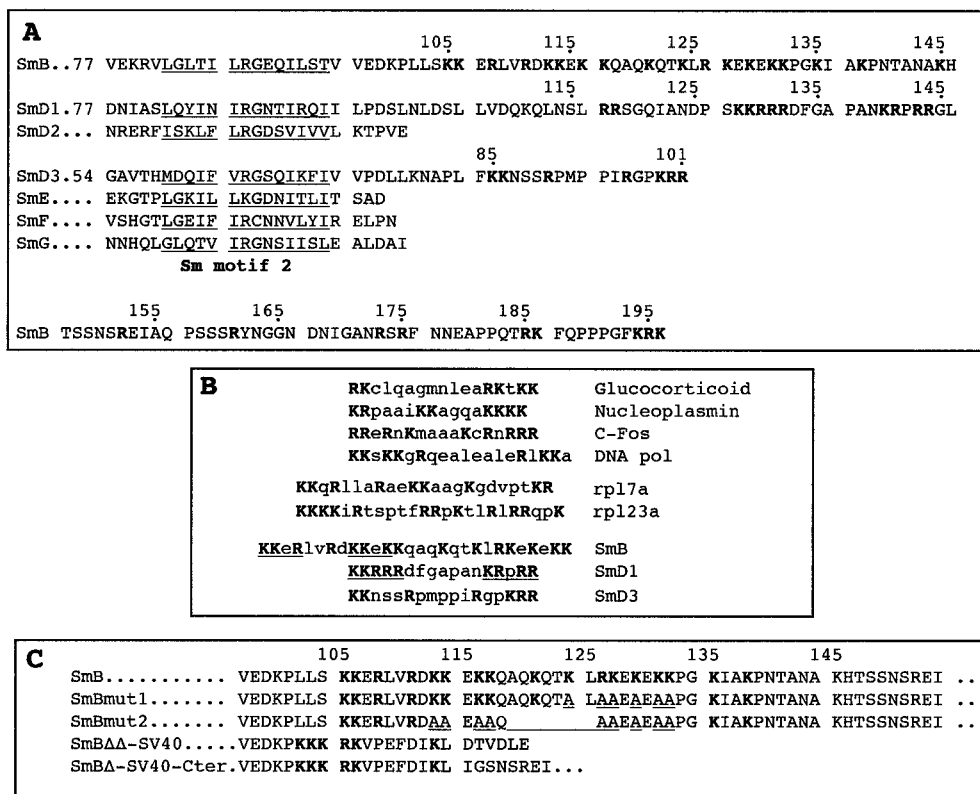 A
105 115 125 135 145
SmB..77 VEKRVLGLTI LRGEQILSTV VEDKPLLSKK ERLVRDKKEK KQAQKQTKLR KEKEKKPGKI AKPNTANAKH
115 125 135 145
SmD1.77 DNIASLQYIN IRGNTIRQII LPDSLNLDSL LVDQKQLNSL RRSGQIANDP SKKRRRDFGA PANKRPRRGL
SmD2... NRERFISKLF LRGDSVIVVL KTPVE
85 101
SmD3.54 GAVTHMDQIF VRGSQIKFIV VPDLLKNAPL FKKNSSRPMP PIRGPKRR
SmE.... EKGTPLGKIL LKGDNITLIT SAD
SmF.... VSHGTLGEIF IRCNNVLYIR ELPN
SmG.... NNHQLGLQTV IRGNSIISLE ALDAI
Sm motif 2
155 165 175 185 195
SmB TSSNSREIAQ PSSSRYNGGN DNIGANRSRF NNEAPPQTRK FQPPPGFKRK
B
RKclqagmnleaRKtKK Glucocorticoid
KRpaaiKKagqaKKKK Nucleoplasmin
RReRnKmaaaKcRnRRR C-Fos
KKsKKgRqealealeRlKKa DNA pol
KKqRllaRaeKKaagKgdvptKR rpl7a
KKKKiRtsptfRRpKtlRlRRqpK rpl23a
KKeRlvRdKKeKKqaqKqtKlRKeKeKK SmB
KKRRRdfgapanKRpRR SmD1
KKnssRpmppiRgpKRR SmD3
C
105 115 125 135 145
SmB........... VEDKPLLS KKERLVRDKK EKKQAQKQTK LRKEKEKKPG KIAKPNTANA KHTSSNSREI ..
SmBmut1....... VEDKPLLS KKERLVRDKK EKKQAQKQTA LAAEAEAAPG KIAKPNTANA KHTSSNSREI ..
SmBmut2....... VEDKPLLS KKERLVRDAA EAAQ AAEAEAAPG KIAKPNTANA KHTSSNSREI ..
SmBΔΔ-SV40.....VEDKPKKK RKVPEFDIKL DTVDLE
SmBΔ-SV40-Cter.VEDKPKKK RKVPEFDIKL IGSNSREI...